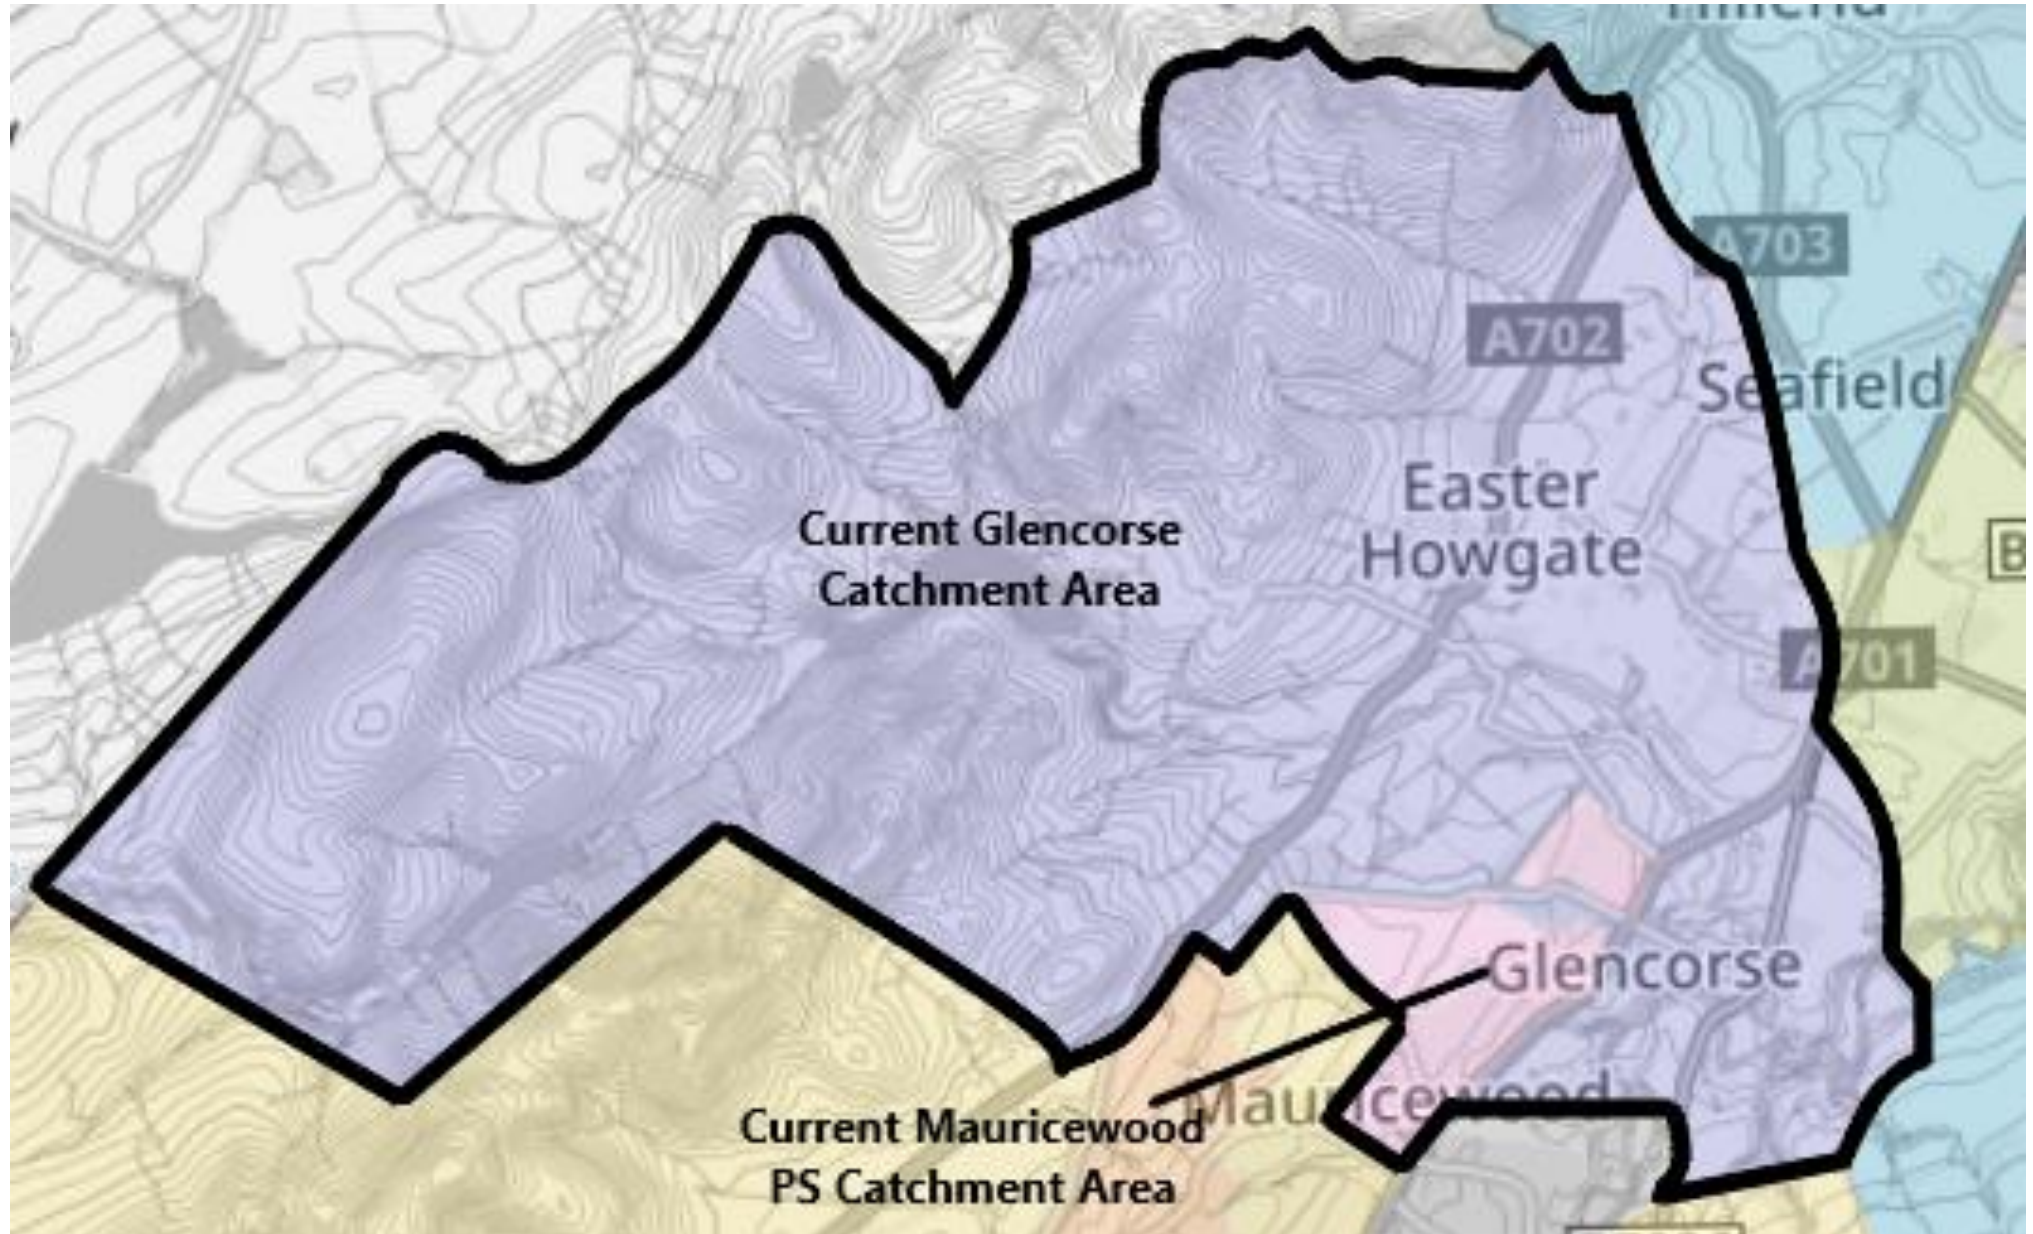 A703
A702
Seafield
Easter
Howgate
B
Current Glencorse
Catchment Area
A701
Glencorse
Mauricewood
Current Mauricewood
PS Catchment Area